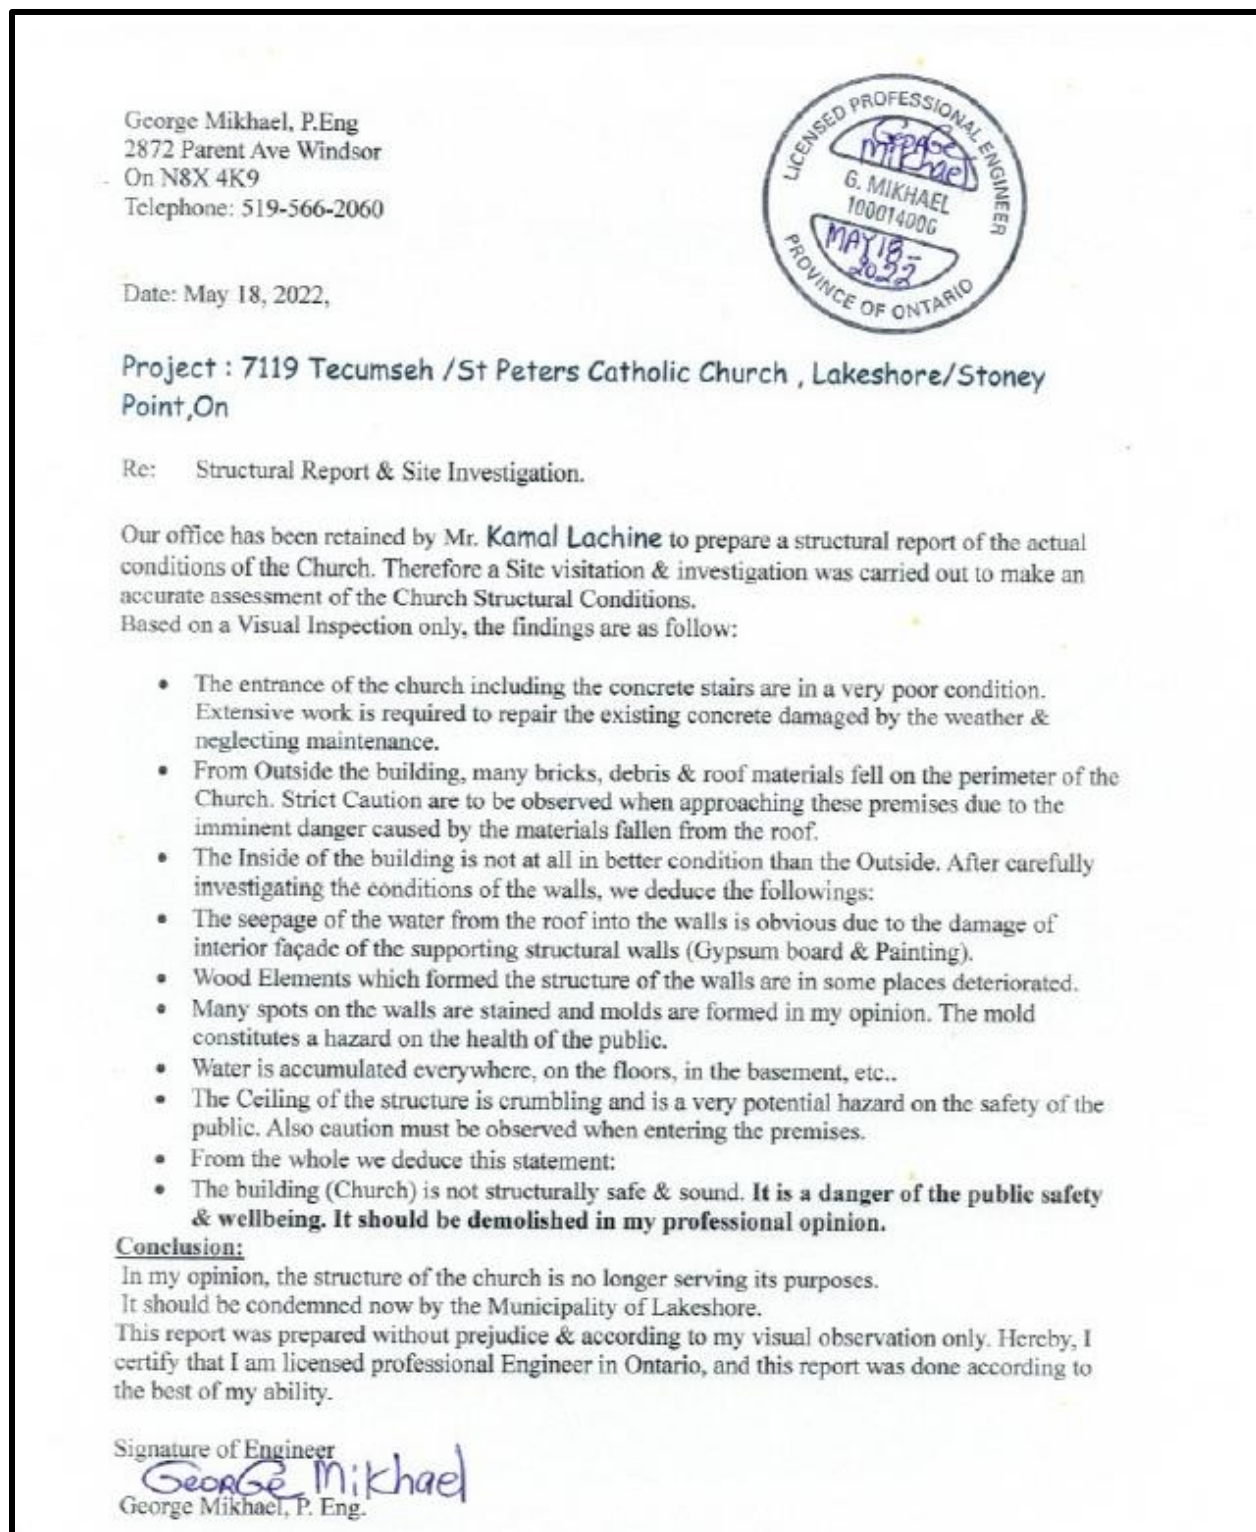 George Mikhael, P.Eng
2872 Parent Ave Windsor
On N8X 4K9
Telephone: 519-566-2060
LICENSED PROFESSIONAL ENGINEER
George
Mikhael
G. MIKHAEL
100014006
MAY 18-
2022
PROVINCE OF ONTARIO
Date: May 18, 2022,
Project : 7119 Tecumseh /St Peters Catholic Church , Lakeshore/Stoney
Point,On
Re: Structural Report & Site Investigation.
Our office has been retained by Mr. Kamal Lachine to prepare a structural report of the actual
conditions of the Church. Therefore a Site visitation & investigation was carried out to make an
accurate assessment of the Church Structural Conditions.
Based on a Visual Inspection only, the findings are as follow:
• The entrance of the church including the concrete stairs are in a very poor condition.
Extensive work is required to repair the existing concrete damaged by the weather &
neglecting maintenance.
• From Outside the building, many bricks, debris & roof materials fell on the perimeter of the
Church. Strict Caution are to be observed when approaching these premises due to the
imminent danger caused by the materials fallen from the roof.
• The Inside of the building is not at all in better condition than the Outside. After carefully
investigating the conditions of the walls, we deduce the followings:
• The seepage of the water from the roof into the walls is obvious due to the damage of
interior façade of the supporting structural walls (Gypsum board & Painting).
• Wood Elements which formed the structure of the walls are in some places deteriorated.
• Many spots on the walls are stained and molds are formed in my opinion. The mold
constitutes a hazard on the health of the public.
• Water is accumulated everywhere, on the floors, in the basement, etc..
• The Ceiling of the structure is crumbling and is a very potential hazard on the safety of the
public. Also caution must be observed when entering the premises.
• From the whole we deduce this statement:
• The building (Church) is not structurally safe & sound. It is a danger of the public safety
& wellbeing. It should be demolished in my professional opinion.
Conclusion:
In my opinion, the structure of the church is no longer serving its purposes.
It should be condemned now by the Municipality of Lakeshore.
This report was prepared without prejudice & according to my visual observation only. Hereby, I
certify that I am licensed professional Engineer in Ontario, and this report was done according to
the best of my ability.
Signature of Engineer
George Mikhael
George Mikhael, P. Eng.